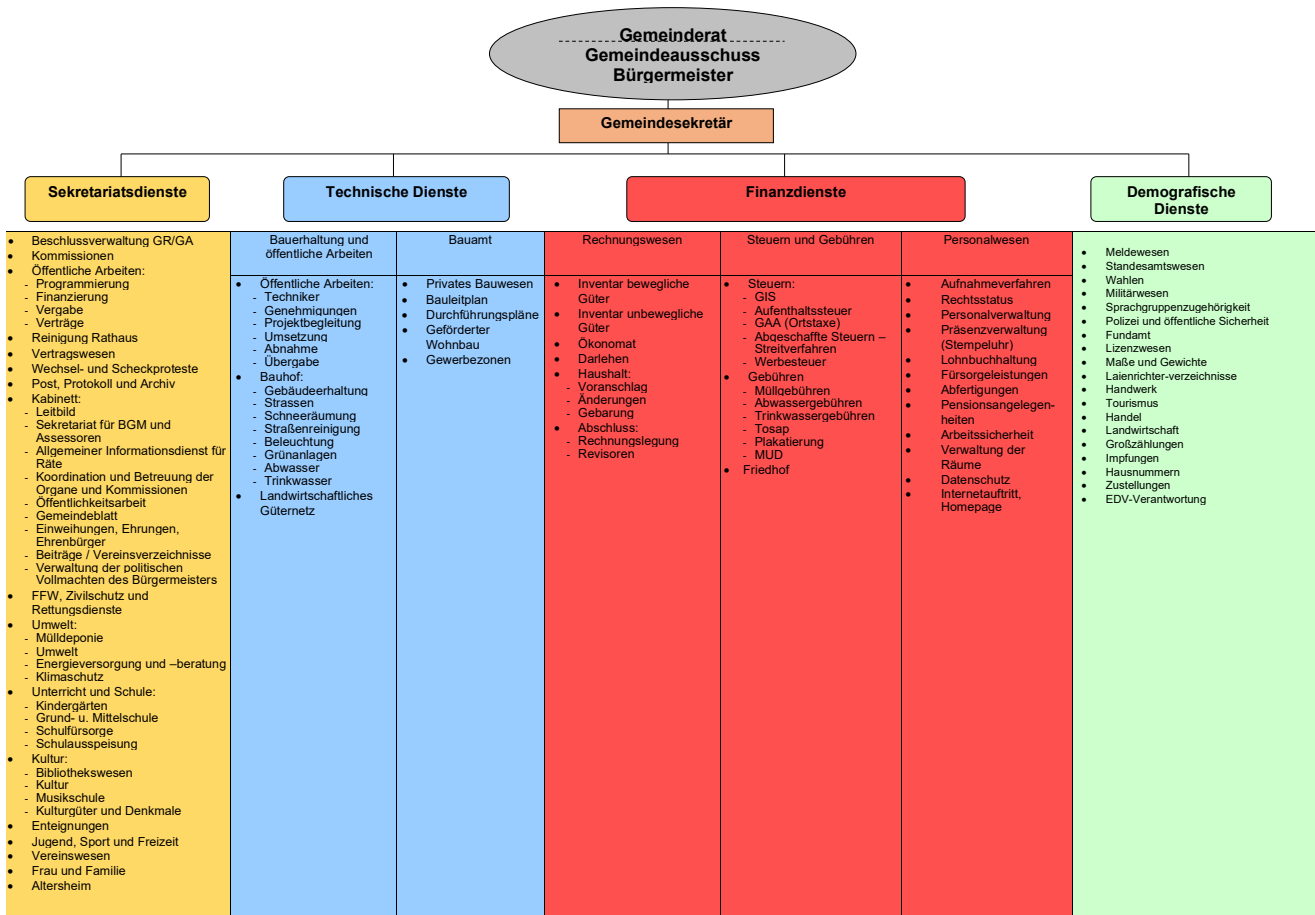 Gemeinderat
Gemeindeausschuss
Bürgermeister
Gemeindesekretär
Sekretariatsdienste
Technische Dienste
Finanzdienste
Demografische
Dienste
• Beschlussverwaltung GR/GA
• Kommissionen
• Öffentliche Arbeiten:
- Programmierung
- Finanzierung
- Vergabe
- Verträge
• Reinigung Rathaus
• Vertragswesen
• Wechsel- und Scheckproteste
• Post, Protokoll und Archiv
• Kabinett:
- Leitbild
- Sekretariat für BGM und
Assessoren
- Allgemeiner Informationsdienst für
Räte
- Koordination und Betreuung der
Organe und Kommissionen
- Öffentlichkeitsarbeit
- Gemeindeblatt
- Einweihungen, Ehrungen,
Ehrenbürger
- Beiträge / Vereinsverzeichnisse
- Verwaltung der politischen
Vollmachten des Bürgermeisters
• FFW, Zivilschutz und
Rettungsdienste
• Umwelt:
- Mülldeponie
- Umwelt
- Energieversorgung und –beratung
- Klimaschutz
• Unterricht und Schule:
- Kindergärten
- Grund- u. Mittelschule
- Schulfürsorge
- Schulausspeisung
• Kultur:
- Bibliothekswesen
- Kultur
- Musikschule
- Kulturgüter und Denkmale
• Enteignungen
• Jugend, Sport und Freizeit
• Vereinswesen
• Frau und Familie
• Altersheim
Bauerhaltung und
öffentliche Arbeiten
• Öffentliche Arbeiten:
- Techniker
- Genehmigungen
- Projektbegleitung
- Umsetzung
- Abnahme
- Übergabe
• Bauhof:
- Gebäudeerhaltung
- Strassen
- Schneeräumung
- Straßenreinigung
- Beleuchtung
- Grünanlagen
- Abwasser
- Trinkwasser
• Landwirtschaftliches
Güternetz
Bauamt
• Privates Bauwesen
• Bauleitplan
• Durchführungspläne
• Geförderter
Wohnbau
• Gewerbezonen
Rechnungswesen
• Inventar bewegliche
Güter
• Inventar unbewegliche
Güter
• Ökonomat
• Darlehen
• Haushalt:
- Voranschlag
- Änderungen
- Gebarung
• Abschluss:
- Rechnungslegung
- Revisoren
Steuern und Gebühren
• Steuern:
- GIS
- Aufenthaltssteuer
- GAA (Ortstaxe)
- Abgeschaffte Steuern –
Streitverfahren
- Werbesteuer
• Gebühren
- Müllgebühren
- Abwassergebühren
- Trinkwassergebühren
- Tosap
- Plakatierung
- MUD
• Friedhof
Personalwesen
• Aufnahmeverfahren
• Rechtsstatus
• Personalverwaltung
• Präsenzverwaltung
(Stempeluhr)
• Lohnbuchhaltung
• Fürsorgeleistungen
• Abfertigungen
• Pensionsangelegen-
heiten
• Arbeitssicherheit
• Verwaltung der
Räume
• Datenschutz
• Internetauftritt,
Homepage
• Meldewesen
• Standesamtswesen
• Wahlen
• Militärwesen
• Sprachgruppenzugehörigkeit
• Polizei und öffentliche Sicherheit
• Fundamt
• Lizenzwesen
• Maße und Gewichte
• Laienrichter-verzeichnisse
• Handwerk
• Tourismus
• Handel
• Landwirtschaft
• Großzählungen
• Impfungen
• Hausnummern
• Zustellungen
• EDV-Verantwortung